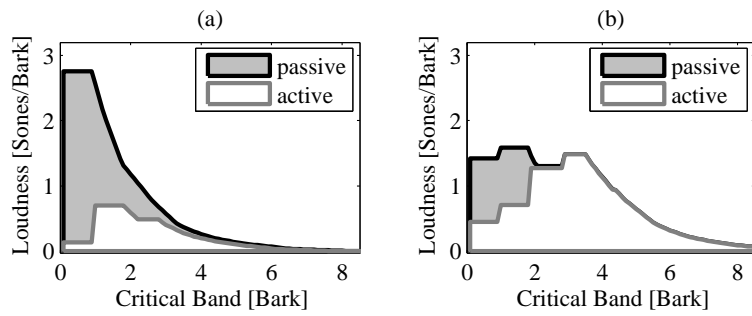 (a)
Loudness [Sones/Bark]
3
2
1
0
passive
active
0 2 4 6 8
Critical Band [Bark]
(b)
Loudness [Sones/Bark]
3
2
1
0
passive
active
0 2 4 6 8
Critical Band [Bark]